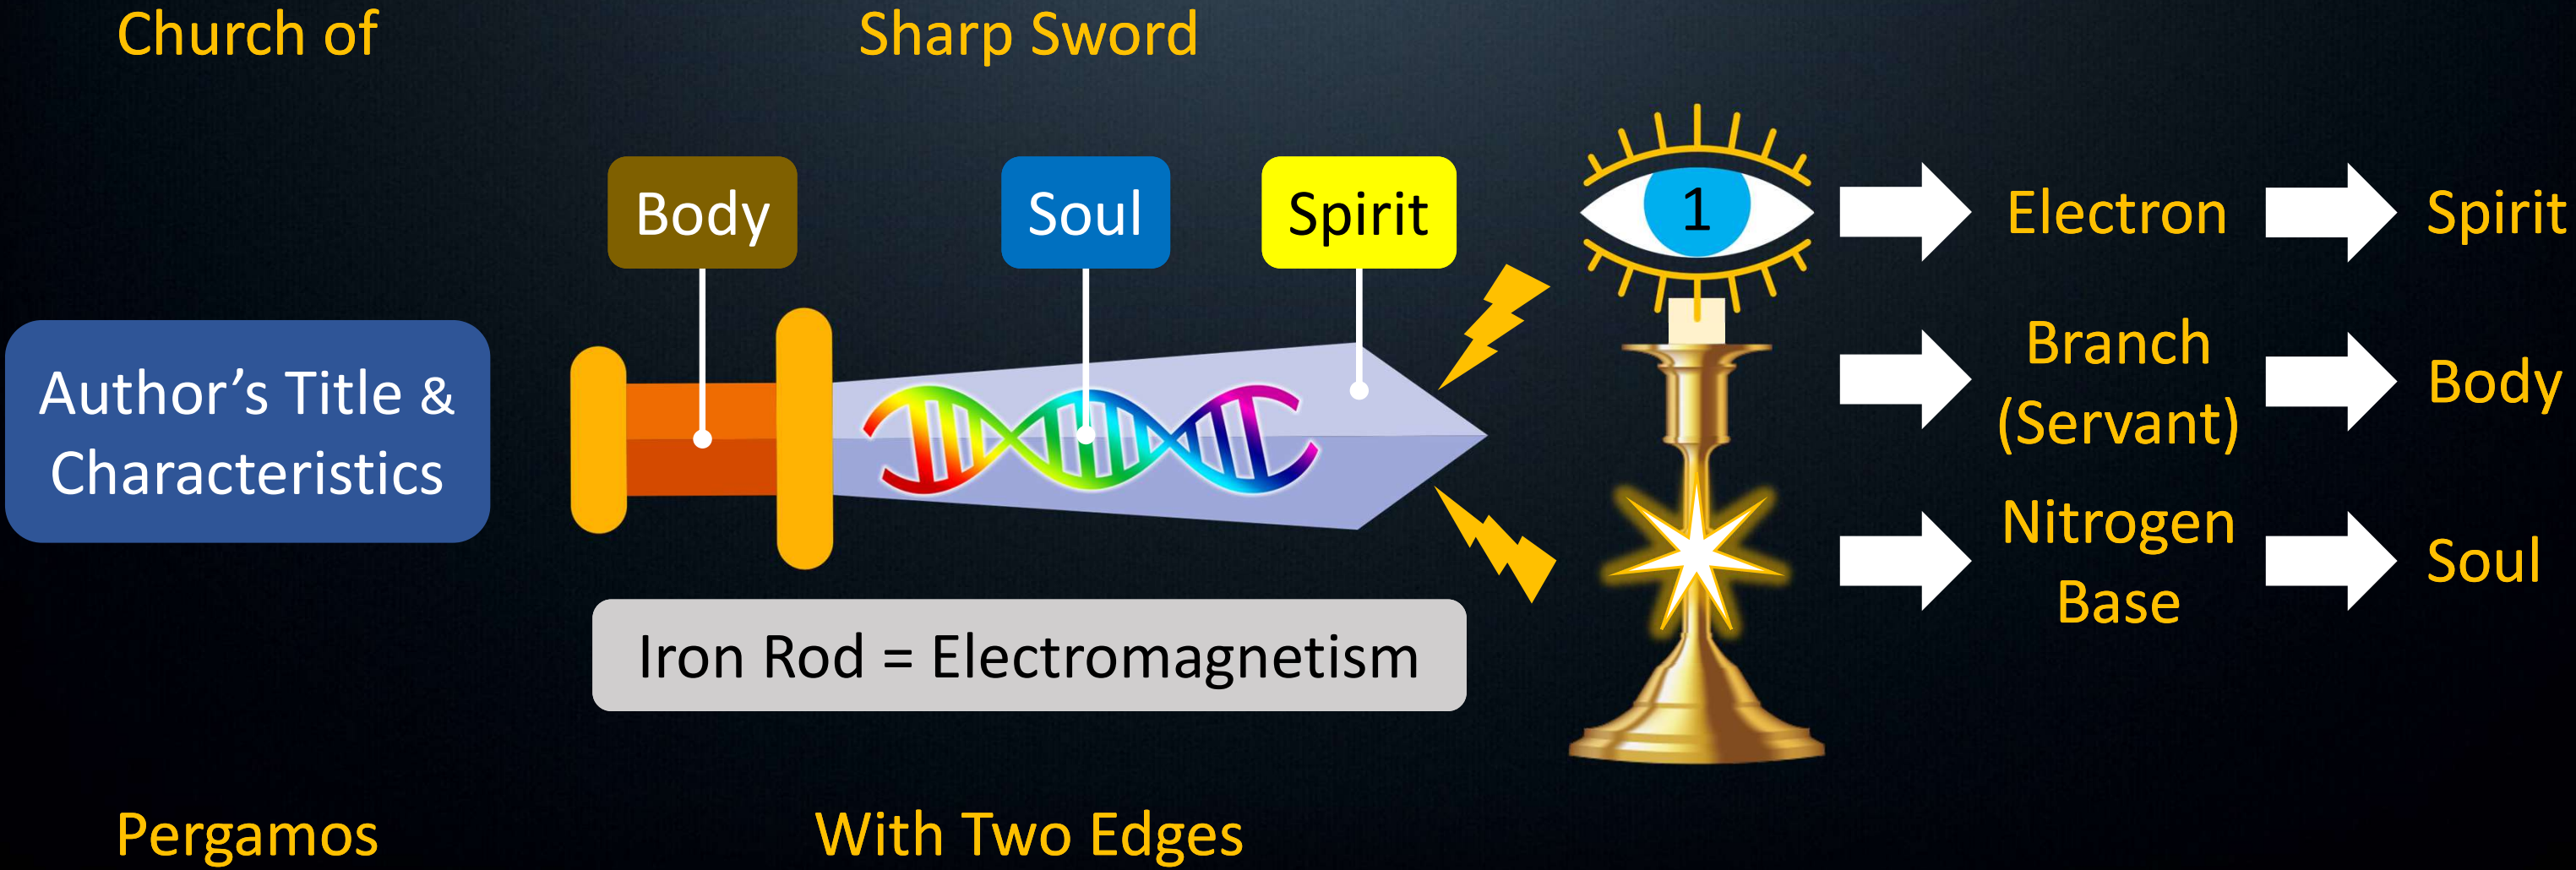 Church of
Sharp Sword
Body
Soul
Spirit
1
Electron
Spirit
Author's Title &
Characteristics
Branch
(Servant)
Body
Nitrogen
Base
Soul
Iron Rod = Electromagnetism
Pergamos
With Two Edges